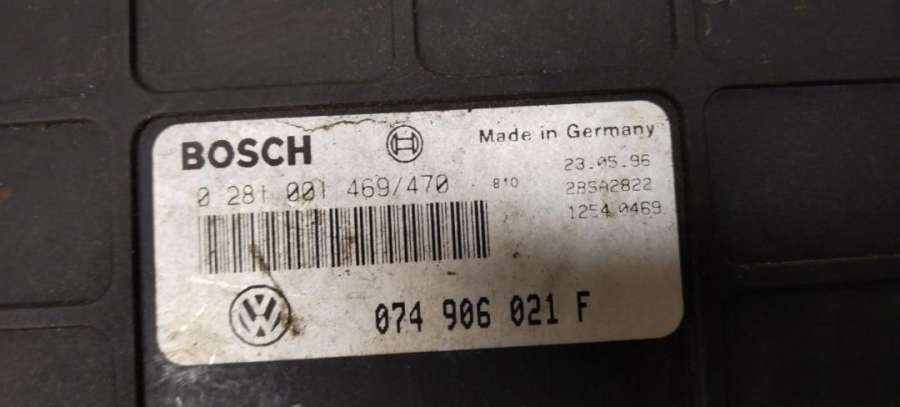 BOSCH
Made in Germany
23.05.96
0 281 001 469/470
810
28SA2822
1254 0469
VW
074 906 021 F